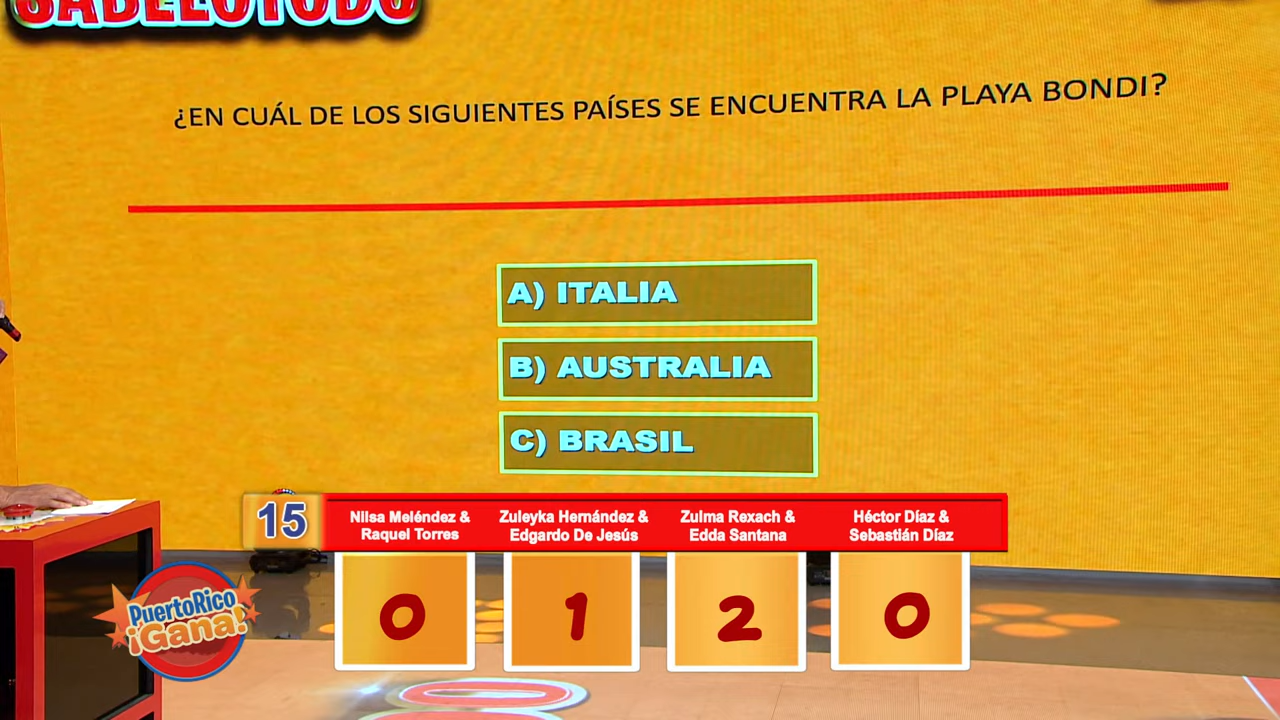 SABELOTODO
¿EN CUÁL DE LOS SIGUIENTES PAÍSES SE ENCUENTRA LA PLAYA BONDI?
A) ITALIA
B) AUSTRALIA
C) BRASIL
15
Nilsa Meléndez &
Raquel Torres
Zuleyka Hernández &
Edgardo De Jesús
Zulma Rexach &
Edda Santana
Héctor Díaz &
Sebastián Díaz
0
1
2
0
PuertoRico
¡Gana!